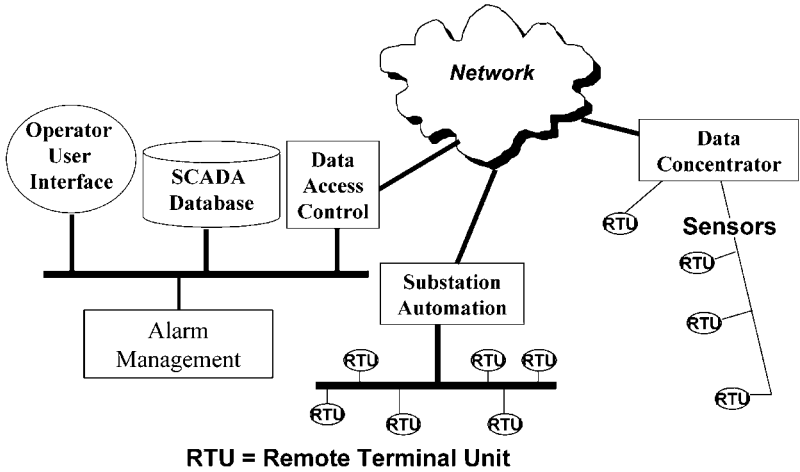 Network
Operator
User
Interface
SCADA
Database
Data
Access
Control
Data
Concentrator
RTU
Sensors
RTU
RTU
RTU
Substation
Automation
Alarm
Management
RTU
RTU
RTU
RTU
RTU
RTU
RTU
RTU = Remote Terminal Unit